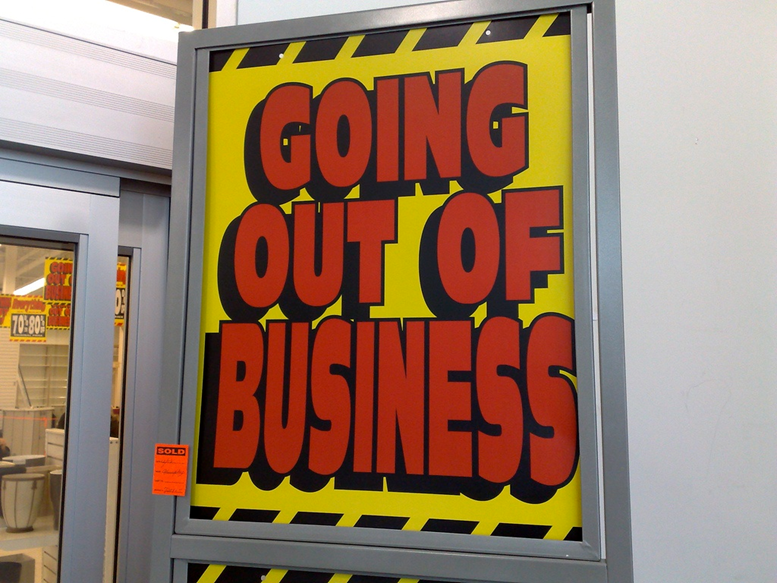 GOING
OUT OF
BUSINESS
SOLD
70% 80%